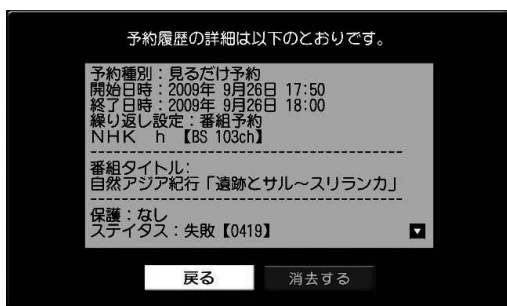 予約履歴の詳細は以下のとおりです。
予約種別：見るだけ予約
開始日時：2009年 9月26日 17:50
終了日時：2009年 9月26日 18:00
繰り返し設定：番組予約
ＮＨＫ　ｈ　【BS 103ch】
番組タイトル：
自然アジア紀行「遺跡とサル～スリランカ」
保護：なし
ステイタス：失敗【0419】
戻る
消去する